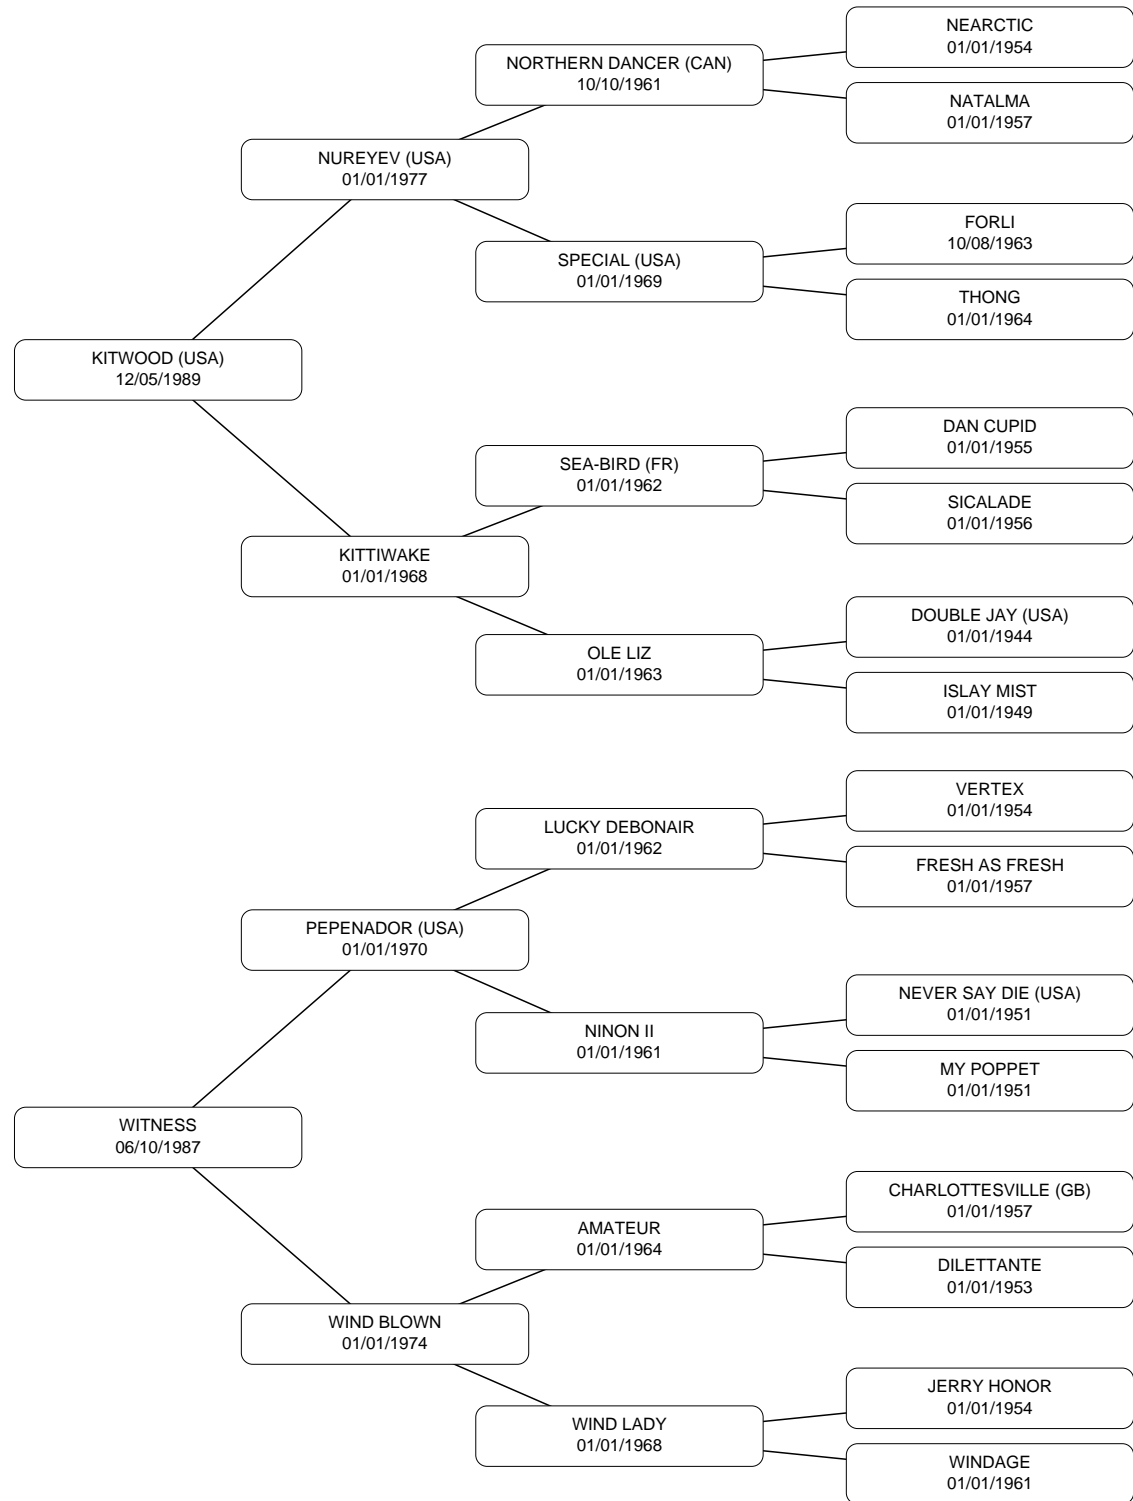 NEARCTIC
01/01/1954
NORTHERN DANCER (CAN)
10/10/1961
NATALMA
01/01/1957
NUREYEV (USA)
01/01/1977
FORLI
10/08/1963
SPECIAL (USA)
01/01/1969
THONG
01/01/1964
KITWOOD (USA)
12/05/1989
DAN CUPID
01/01/1955
SEA-BIRD (FR)
01/01/1962
SICALADE
01/01/1956
KITTIWAKE
01/01/1968
DOUBLE JAY (USA)
01/01/1944
OLE LIZ
01/01/1963
ISLAY MIST
01/01/1949
VERTEX
01/01/1954
LUCKY DEBONAIR
01/01/1962
FRESH AS FRESH
01/01/1957
PEPENADOR (USA)
01/01/1970
NEVER SAY DIE (USA)
01/01/1951
NINON II
01/01/1961
MY POPPET
01/01/1951
WITNESS
06/10/1987
CHARLOTTESVILLE (GB)
01/01/1957
AMATEUR
01/01/1964
DILETTANTE
01/01/1953
WIND BLOWN
01/01/1974
JERRY HONOR
01/01/1954
WIND LADY
01/01/1968
WINDAGE
01/01/1961